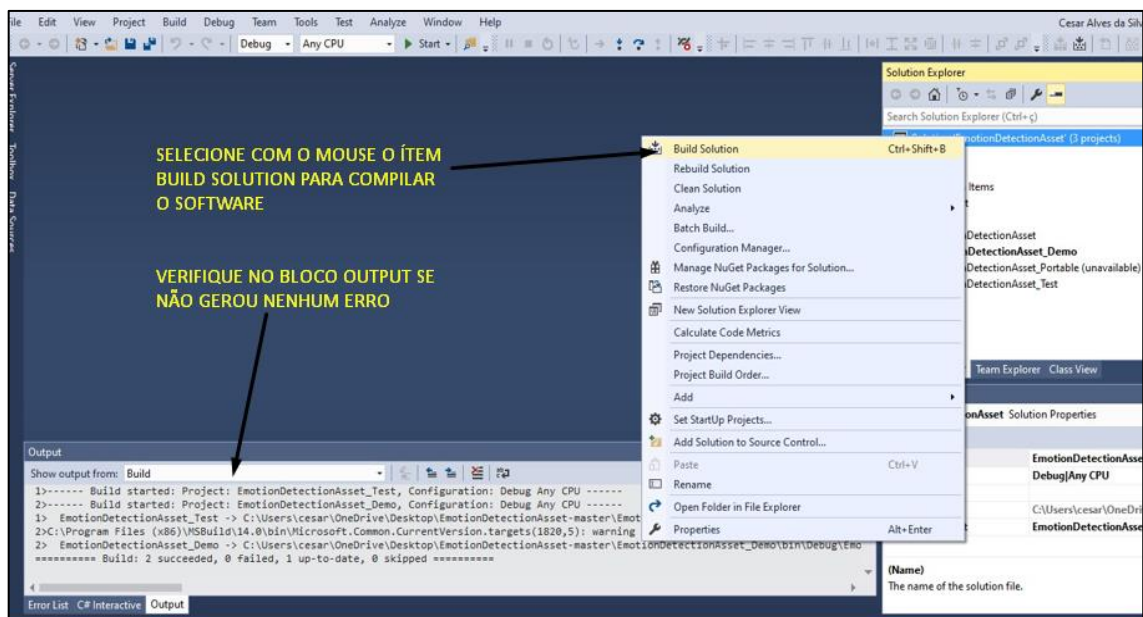 ile Edit View Project Build Debug Team Tools Test Analyze Window Help
Cesar Alves da Silv
Debug Any CPU Start
Server Explorer Toolbox Data Sources
Solution Explorer
Search Solution Explorer (Ctrl+ç)
EmotionDetectionAsset' (3 projects)
Items
DetectionAsset
DetectionAsset_Demo
DetectionAsset_Portable (unavailable)
DetectionAsset_Test
SELECIONE COM O MOUSE O ÍTEM
BUILD SOLUTION PARA COMPILAR
O SOFTWARE
VERIFIQUE NO BLOCO OUTPUT SE
NÃO GEROU NENHUM ERRO
Build Solution Ctrl+Shift+B
Rebuild Solution
Clean Solution
Analyze
Batch Build...
Configuration Manager...
Manage NuGet Packages for Solution...
Restore NuGet Packages
New Solution Explorer View
Calculate Code Metrics
Project Dependencies...
Project Build Order...
Add
Set StartUp Projects...
Add Solution to Source Control...
Paste Ctrl+V
Rename
Open Folder in File Explorer
Properties Alt+Enter
Team Explorer Class View
onAsset Solution Properties
EmotionDetectionAsse
Debug|Any CPU
C:\Users\cesar\OneDri
EmotionDetectionAsse
(Name)
The name of the solution file.
Output
Show output from: Build
1>------ Build started: Project: EmotionDetectionAsset_Test, Configuration: Debug Any CPU ------
2>------ Build started: Project: EmotionDetectionAsset_Demo, Configuration: Debug Any CPU ------
1> EmotionDetectionAsset_Test -> C:\Users\cesar\OneDrive\Desktop\EmotionDetectionAsset-master\Emot
2>C:\Program Files (x86)\MSBuild\14.0\bin\Microsoft.Common.CurrentVersion.targets(1820,5): warning
2> EmotionDetectionAsset_Demo -> C:\Users\cesar\OneDrive\Desktop\EmotionDetectionAsset-master\EmotionDetectionAsset_Demo\bin\Debug\Emo
========== Build: 2 succeeded, 0 failed, 1 up-to-date, 0 skipped ==========
Error List C# Interactive Output